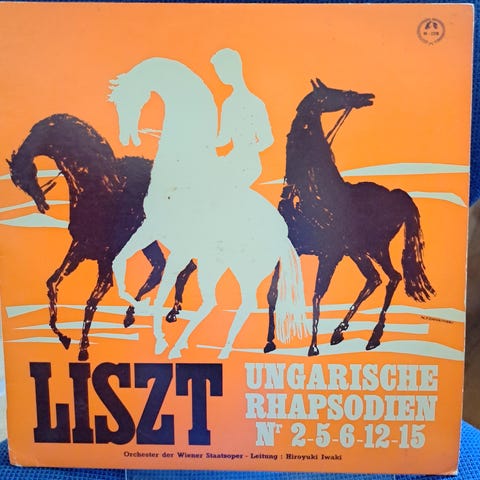 LISZT
UNGARISCHE
RHAPSODIEN
Nr 2-5-6-12-15
Orchester der Wiener Staatsoper - Leitung : Hiroyuki Iwaki